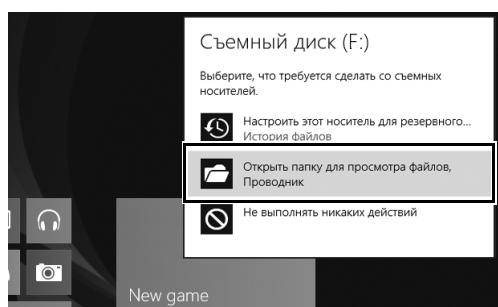 Съемный диск (F:)
Выберите, что требуется сделать со съемных
носителей.
Настроить этот носитель для резервного...
История файлов
Открыть папку для просмотра файлов,
Проводник
Не выполнять никаких действий
New game